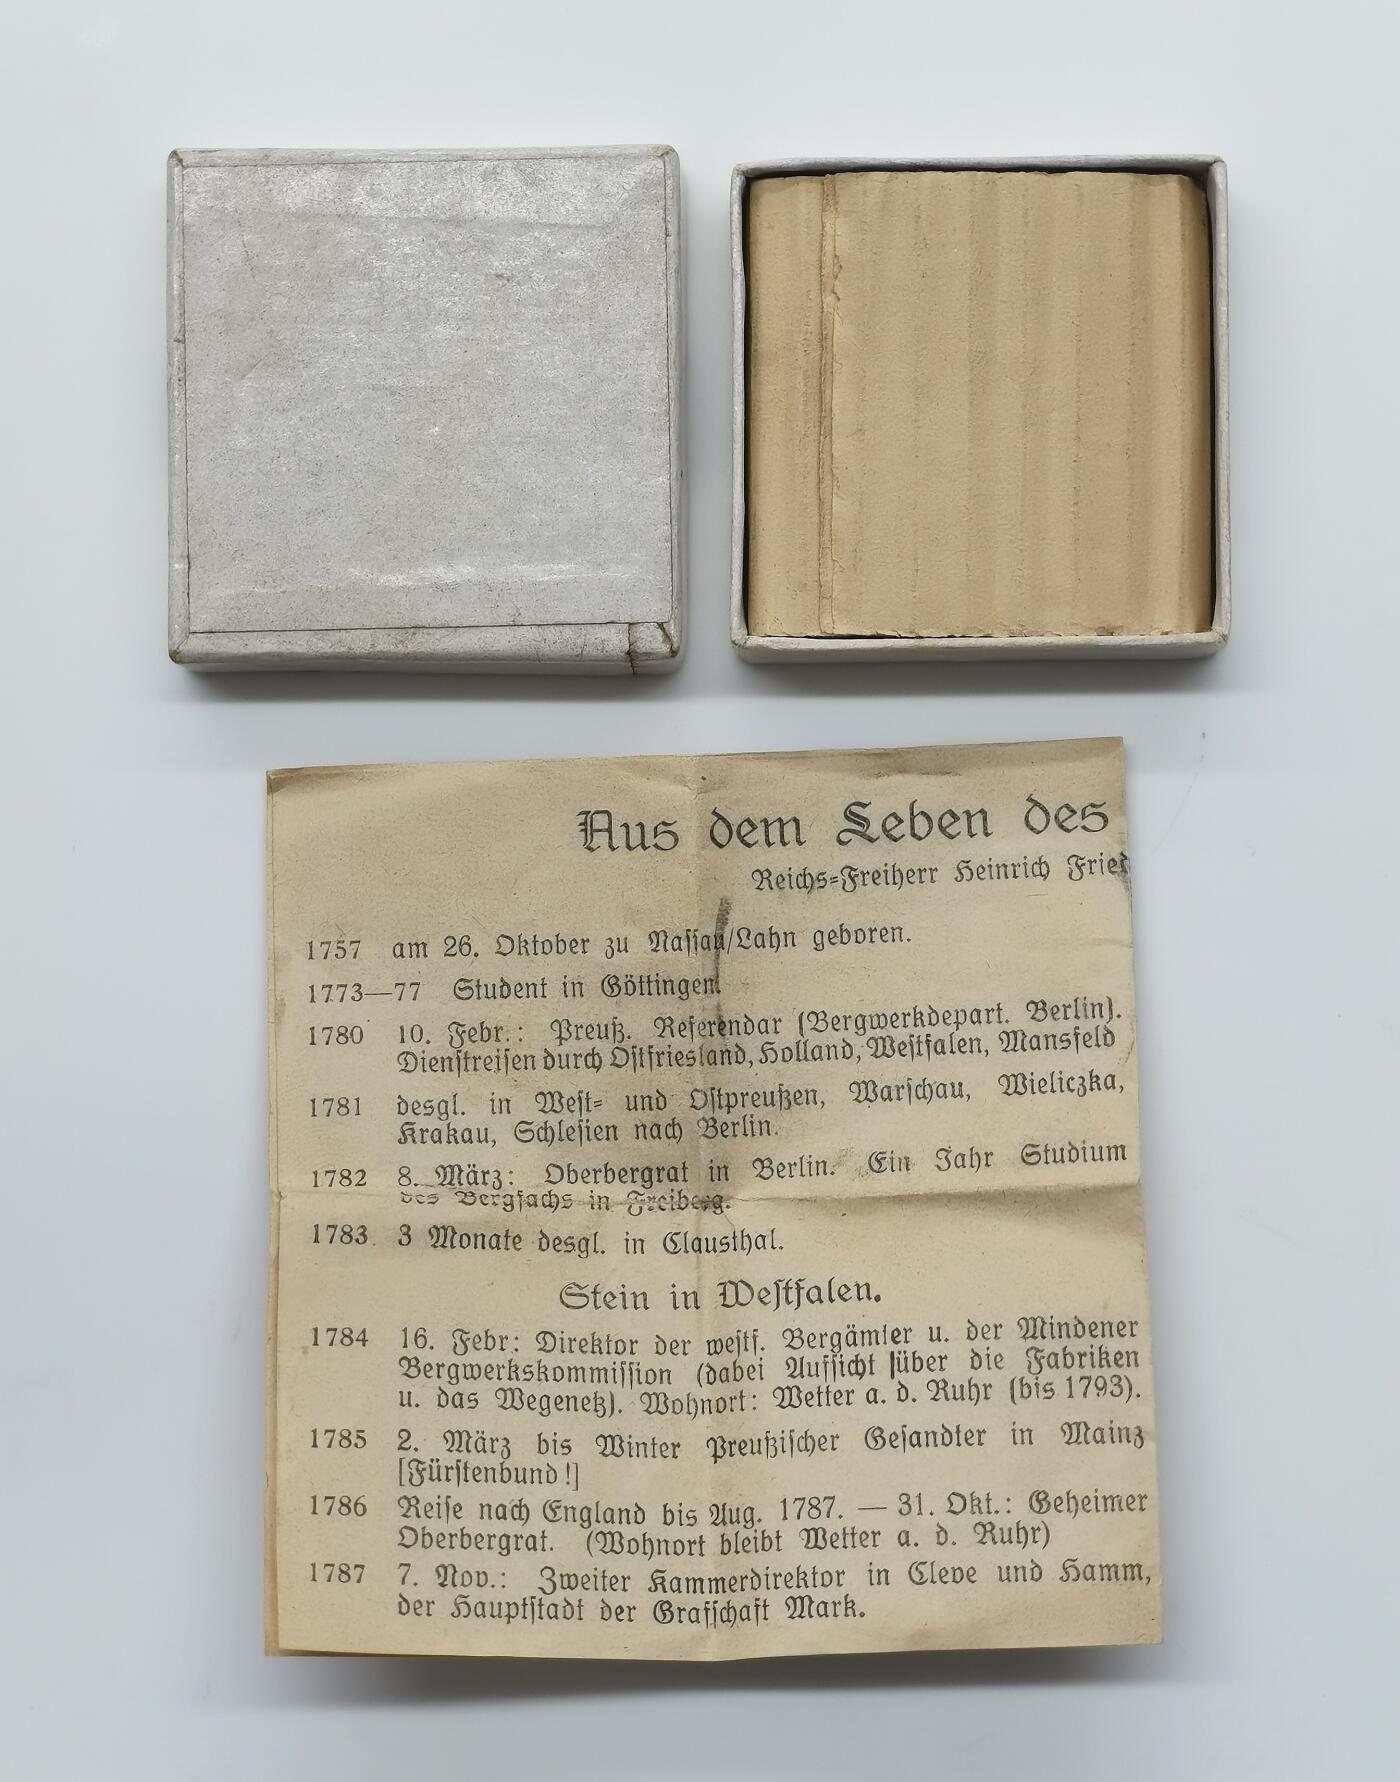 Aus dem Leben des
Reichs=Freiherr Heinrich Fried
1757 am 26. Oktober zu Nassau/Lahn geboren.
1773—77 Student in Göttingen.
1780 10. Febr.: Preuß. Referendar (Bergwerkdepart. Berlin).
Dienstreisen durch Ostfriesland, Holland, Westfalen, Mansfeld
1781 desgl. in West= und Ostpreußen, Warschau, Wieliczka,
Krakau, Schlesien nach Berlin.
1782 8. März: Oberbergrat in Berlin. Ein Jahr Studium
des Bergfachs in Freiberg.
1783 3 Monate desgl. in Clausthal.
Stein in Westfalen.
1784 16. Febr: Direktor der westf. Bergämter u. der Mindener
Bergwerkskommission (dabei Aufsicht über die Fabriken
u. das Wegenetz). Wohnort: Wetter a. d. Ruhr (bis 1793).
1785 2. März bis Winter Preußischer Gesandter in Mainz
[Fürstenbund!]
1786 Reise nach England bis Aug. 1787. — 31. Okt.: Geheimer
Oberbergrat. (Wohnort bleibt Wetter a. d. Ruhr)
1787 7. Nov.: Zweiter Kammerdirektor in Cleve und Hamm,
der Hauptstadt der Grafschaft Mark.